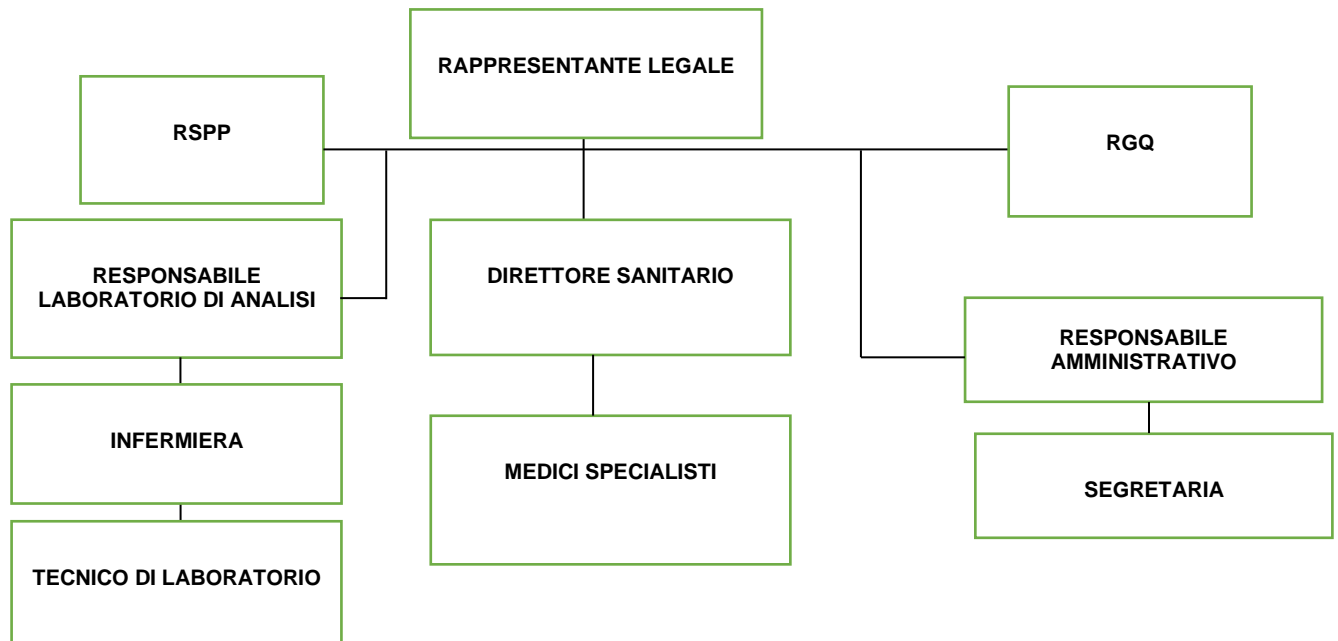 RAPPRESENTANTE LEGALE
RSPP
RGQ
RESPONSABILE
LABORATORIO DI ANALISI
DIRETTORE SANITARIO
RESPONSABILE
AMMINISTRATIVO
INFERMIERA
MEDICI SPECIALISTI
SEGRETARIA
TECNICO DI LABORATORIO